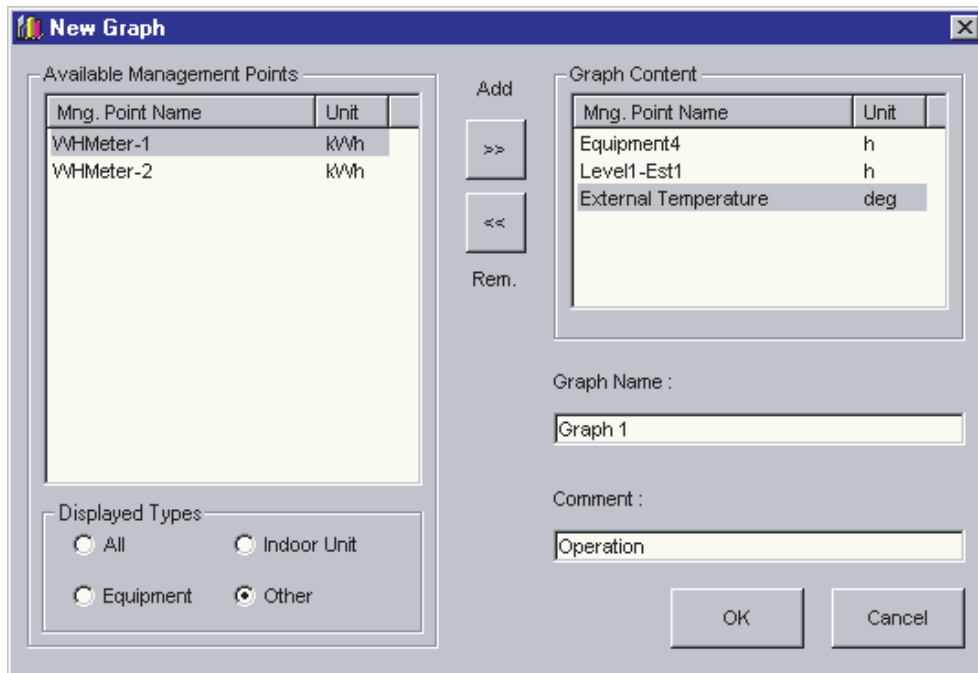 New Graph
Available Management Points
Mng. Point Name Unit
WHMeter-1 kWh
WHMeter-2 kWh
Displayed Types
All Indoor Unit
Equipment Other
Add
>>
<<
Rem.
Graph Content
Mng. Point Name Unit
Equipment4 h
Level1-Est1 h
External Temperature deg
Graph Name :
Graph 1
Comment :
Operation
OK Cancel